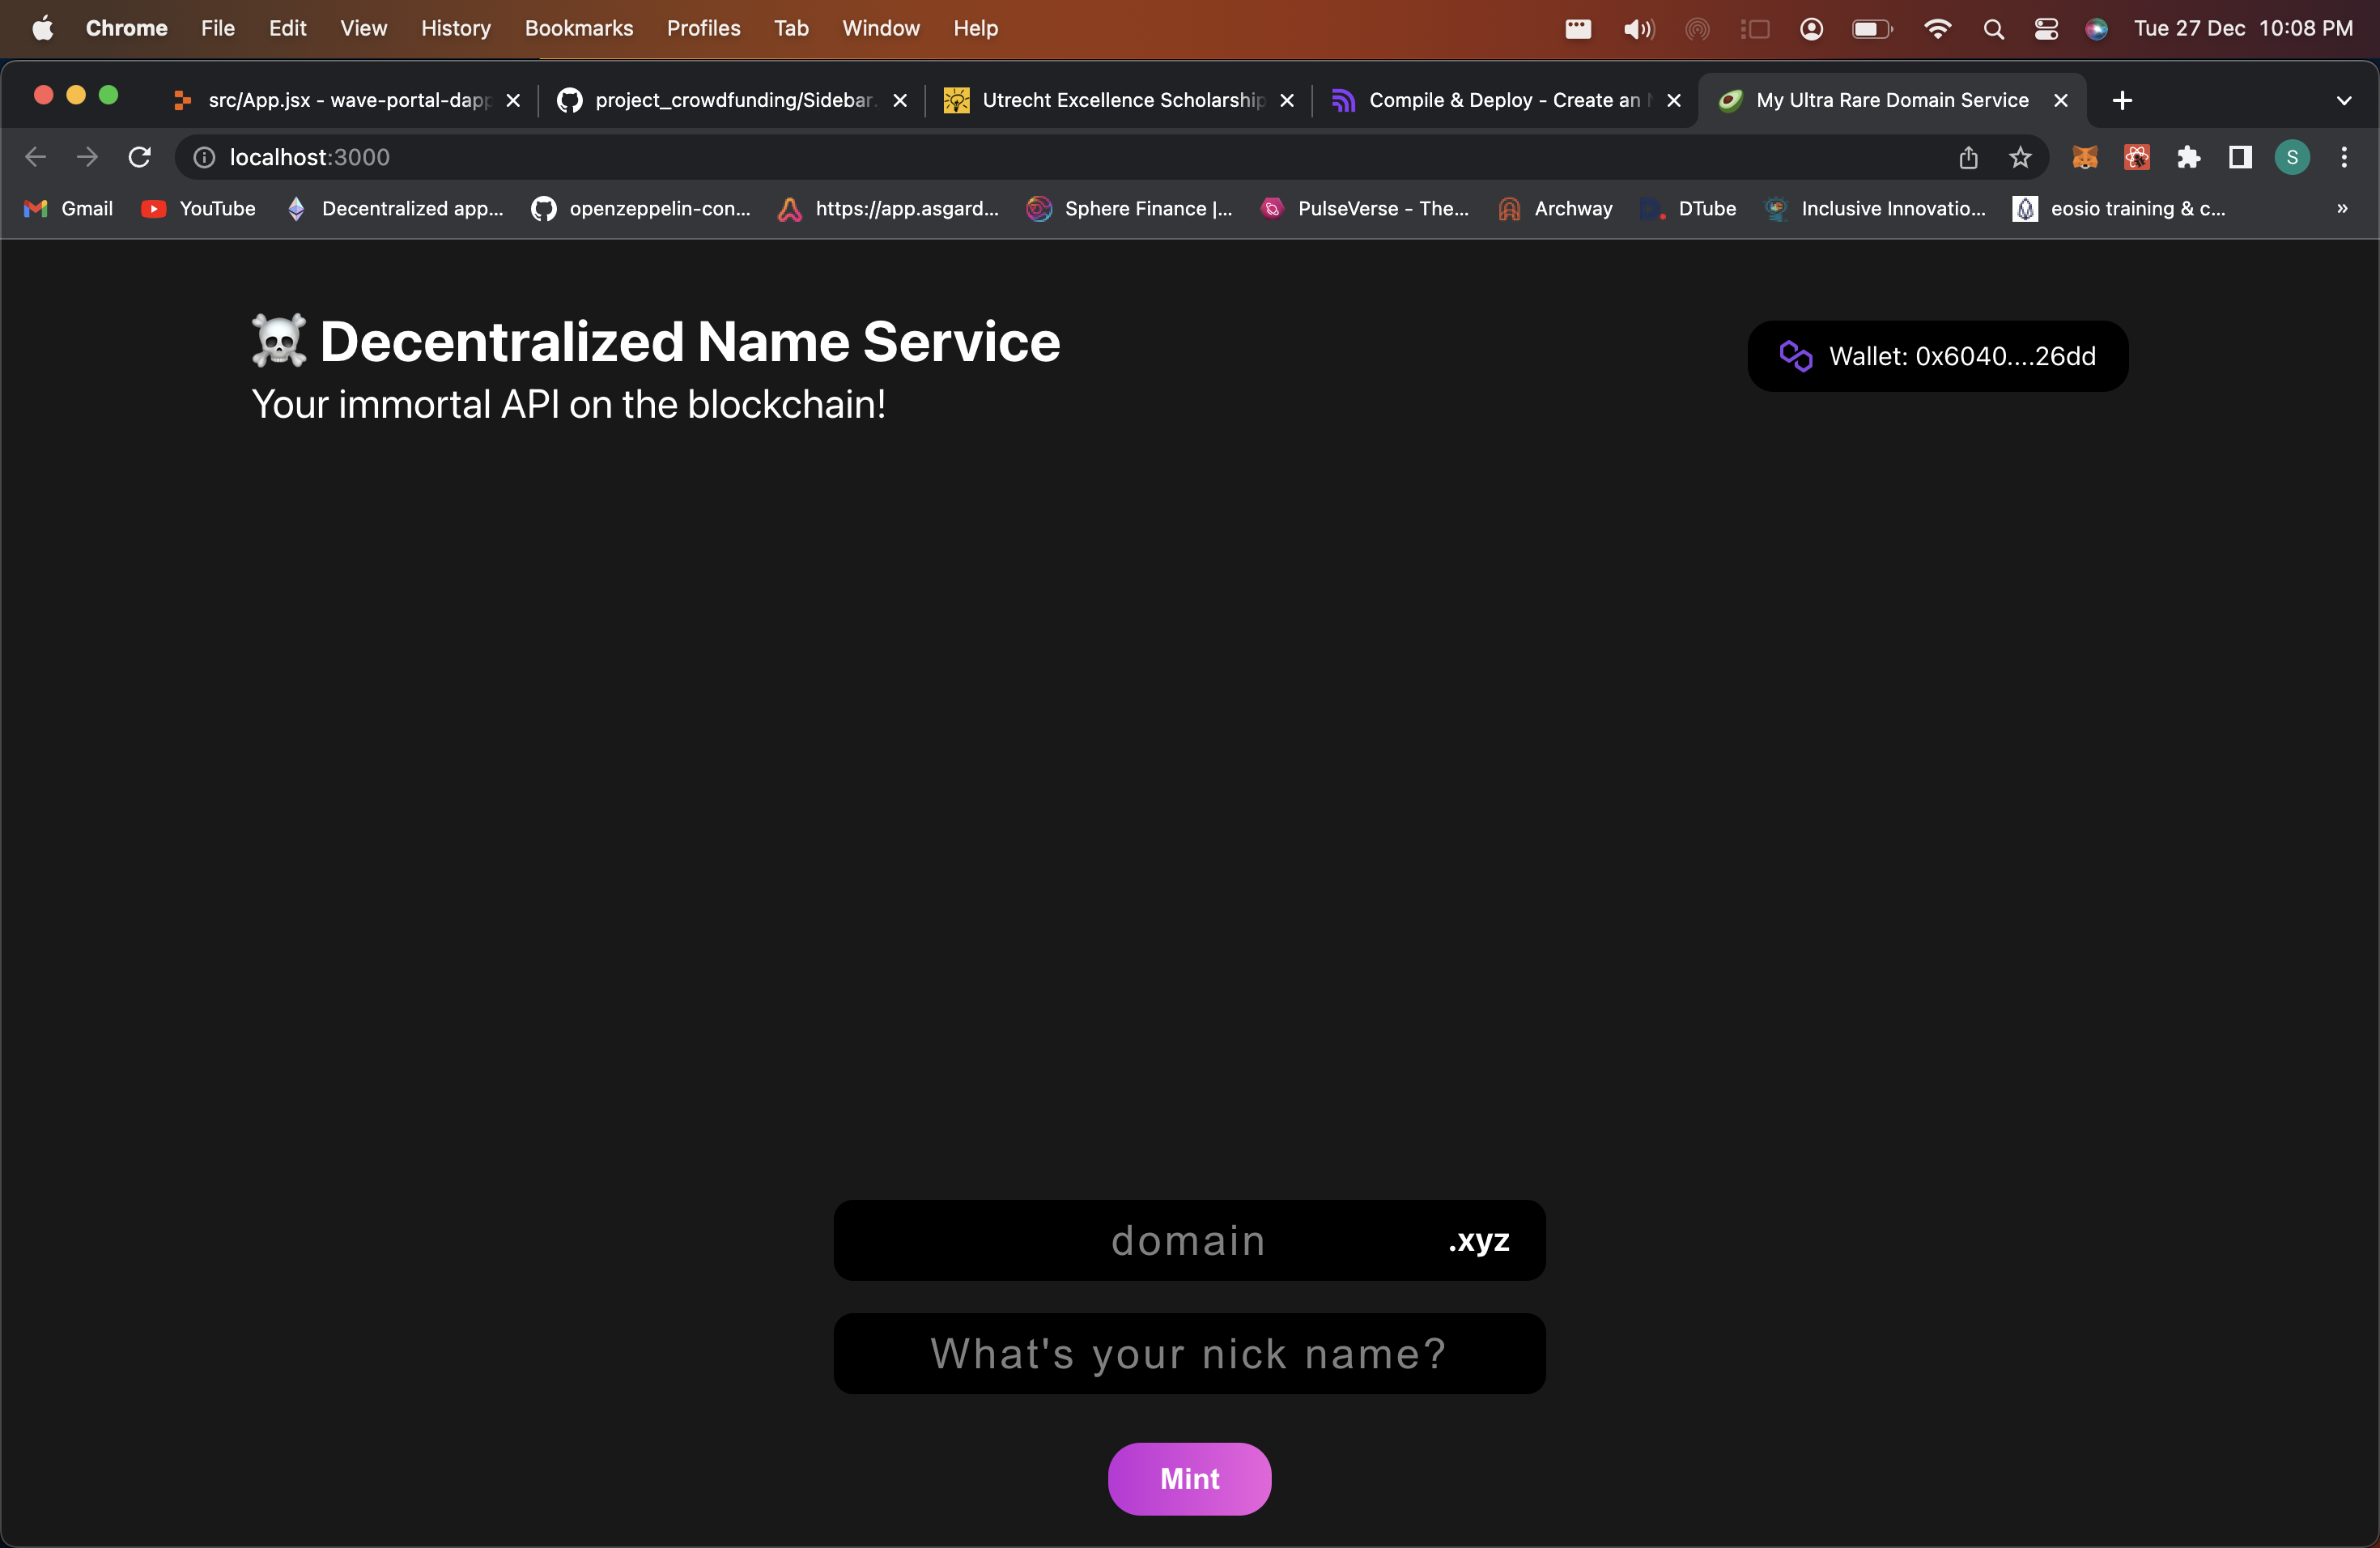 Chrome File Edit View History Bookmarks Profiles Tab Window Help Tue 27 Dec 10:08 PM
src/App.jsx - wave-portal-dapp project_crowdfunding/Sidebar. Utrecht Excellence Scholarship Compile & Deploy - Create an My Ultra Rare Domain Service
localhost:3000 S
Gmail YouTube Decentralized app... openzeppelin-con... https://app.asgard... Sphere Finance |... PulseVerse - The... Archway DTube Inclusive Innovatio... eosio training & c... »
☠️ Decentralized Name Service
Your immortal API on the blockchain!
Wallet: 0x6040....26dd
domain .xyz
What's your nick name?
Mint